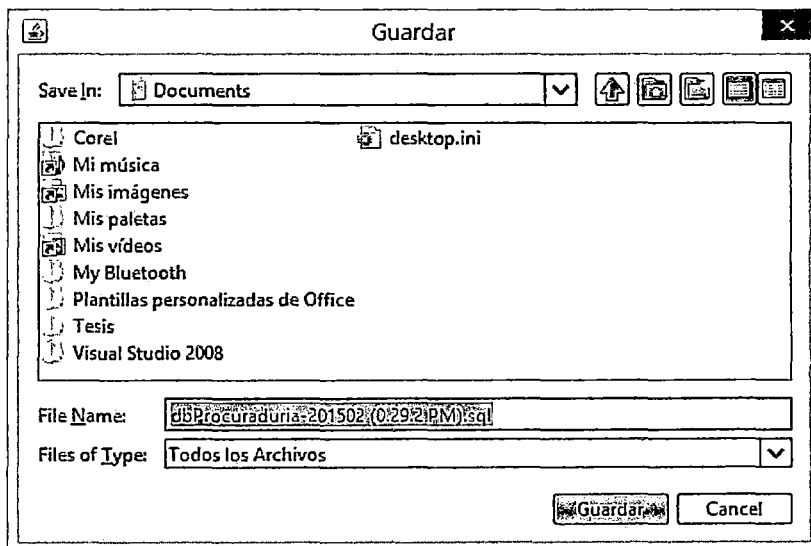 Guardar
Save In: Documents
Corel
Mi música
Mis imágenes
Mis paletas
Mis vídeos
My Bluetooth
Plantillas personalizadas de Office
Tesis
Visual Studio 2008
desktop.ini
File Name: dbProcuraduria-201502 (0.29.2 PM).sql
Files of Type: Todos los Archivos
Guardar Cancel